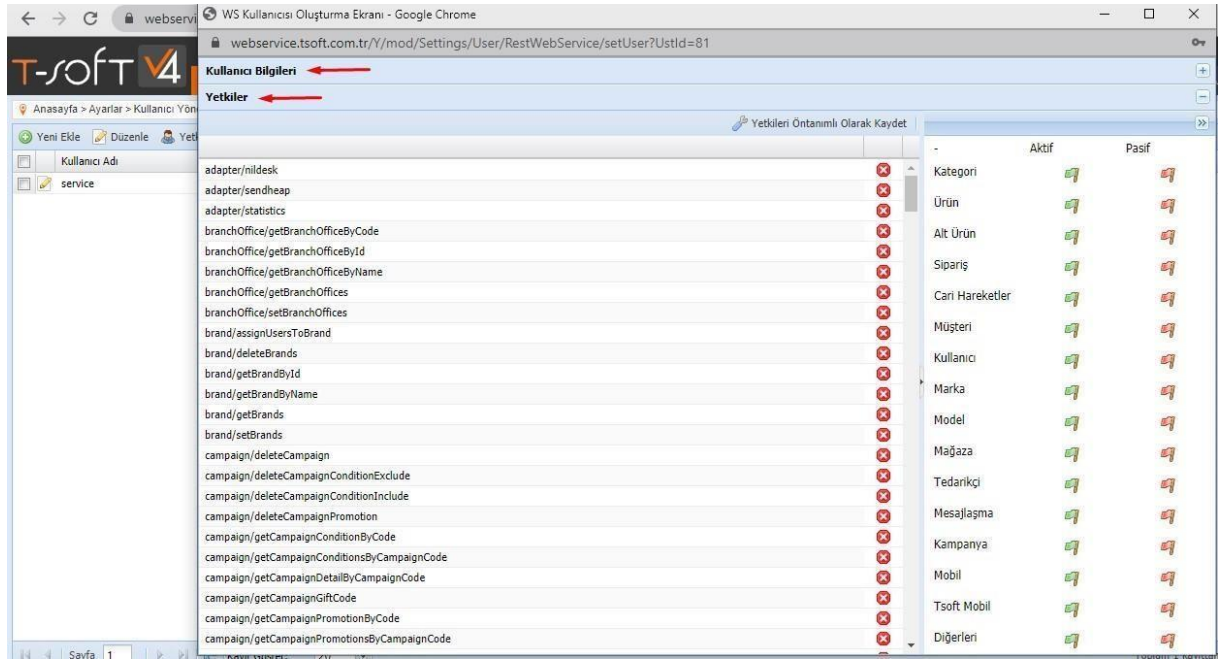 webservi
WS Kullanıcısı Oluşturma Ekranı - Google Chrome
webservice.tsoft.com.tr/Y/mod/Settings/User/RestWebService/setUser?UstId=81
T-SOFT V4
Kullanıcı Bilgileri
Yetkiler
Anasayfa > Ayarlar > Kullanıcı Yön
Yeni Ekle Düzenle Yetk
Yetkileri Öntanımlı Olarak Kaydet
Kullanıcı Adı
service
- Aktif Pasif
adapter/nildesk
adapter/sendheap
adapter/statistics
branchOffice/getBranchOfficeByCode
branchOffice/getBranchOfficeById
branchOffice/getBranchOfficeByName
branchOffice/getBranchOffices
branchOffice/setBranchOffices
brand/assignUsersToBrand
brand/deleteBrands
brand/getBrandById
brand/getBrandByName
brand/getBrands
brand/setBrands
campaign/deleteCampaign
campaign/deleteCampaignConditionExclude
campaign/deleteCampaignConditionInclude
campaign/deleteCampaignPromotion
campaign/getCampaignConditionByCode
campaign/getCampaignConditionsByCampaignCode
campaign/getCampaignDetailByCampaignCode
campaign/getCampaignGiftCode
campaign/getCampaignPromotionByCode
campaign/getCampaignPromotionsByCampaignCode
Kategori
Ürün
Alt Ürün
Sipariş
Cari Hareketler
Müşteri
Kullanıcı
Marka
Model
Mağaza
Tedarikçi
Mesajlaşma
Kampanya
Mobil
Tsoft Mobil
Diğerleri
Sayfa 1